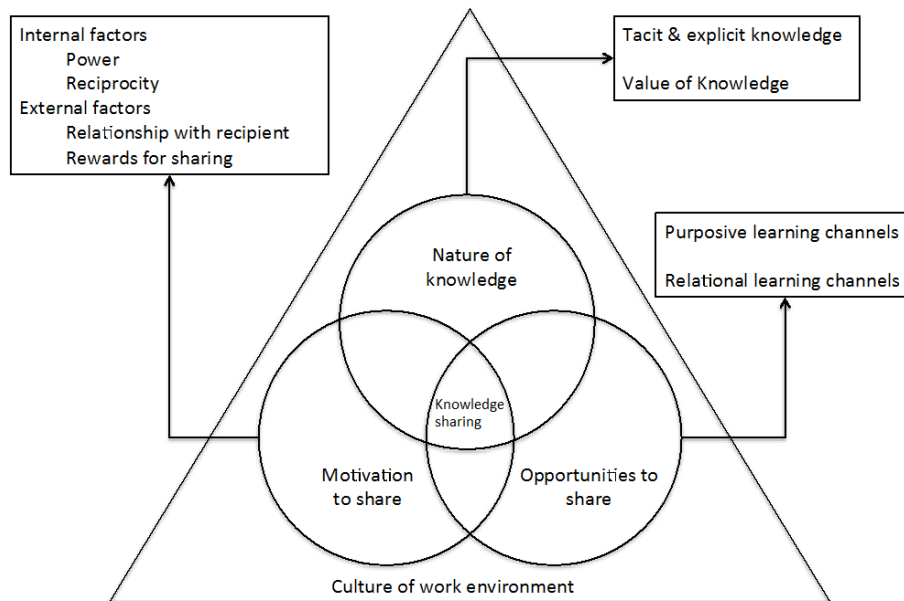 Internal factors
Power
Reciprocity
External factors
Relationship with recipient
Rewards for sharing
Tacit & explicit knowledge
Value of Knowledge
Purposive learning channels
Relational learning channels
Nature of
knowledge
Knowledge
sharing
Motivation
to share
Opportunities to
share
Culture of work environment